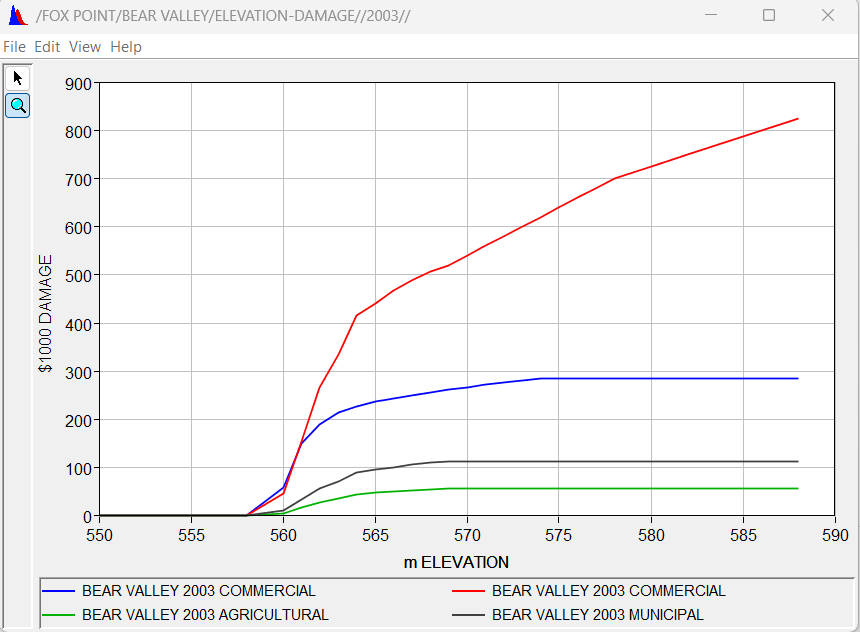 /FOX POINT/BEAR VALLEY/ELEVATION-DAMAGE//2003//
File Edit View Help
900
800
700
600
500
400
300
200
100
0
$1000 DAMAGE
550 555 560 565 570 575 580 585 590
m ELEVATION
BEAR VALLEY 2003 COMMERCIAL BEAR VALLEY 2003 COMMERCIAL
BEAR VALLEY 2003 AGRICULTURAL BEAR VALLEY 2003 MUNICIPAL